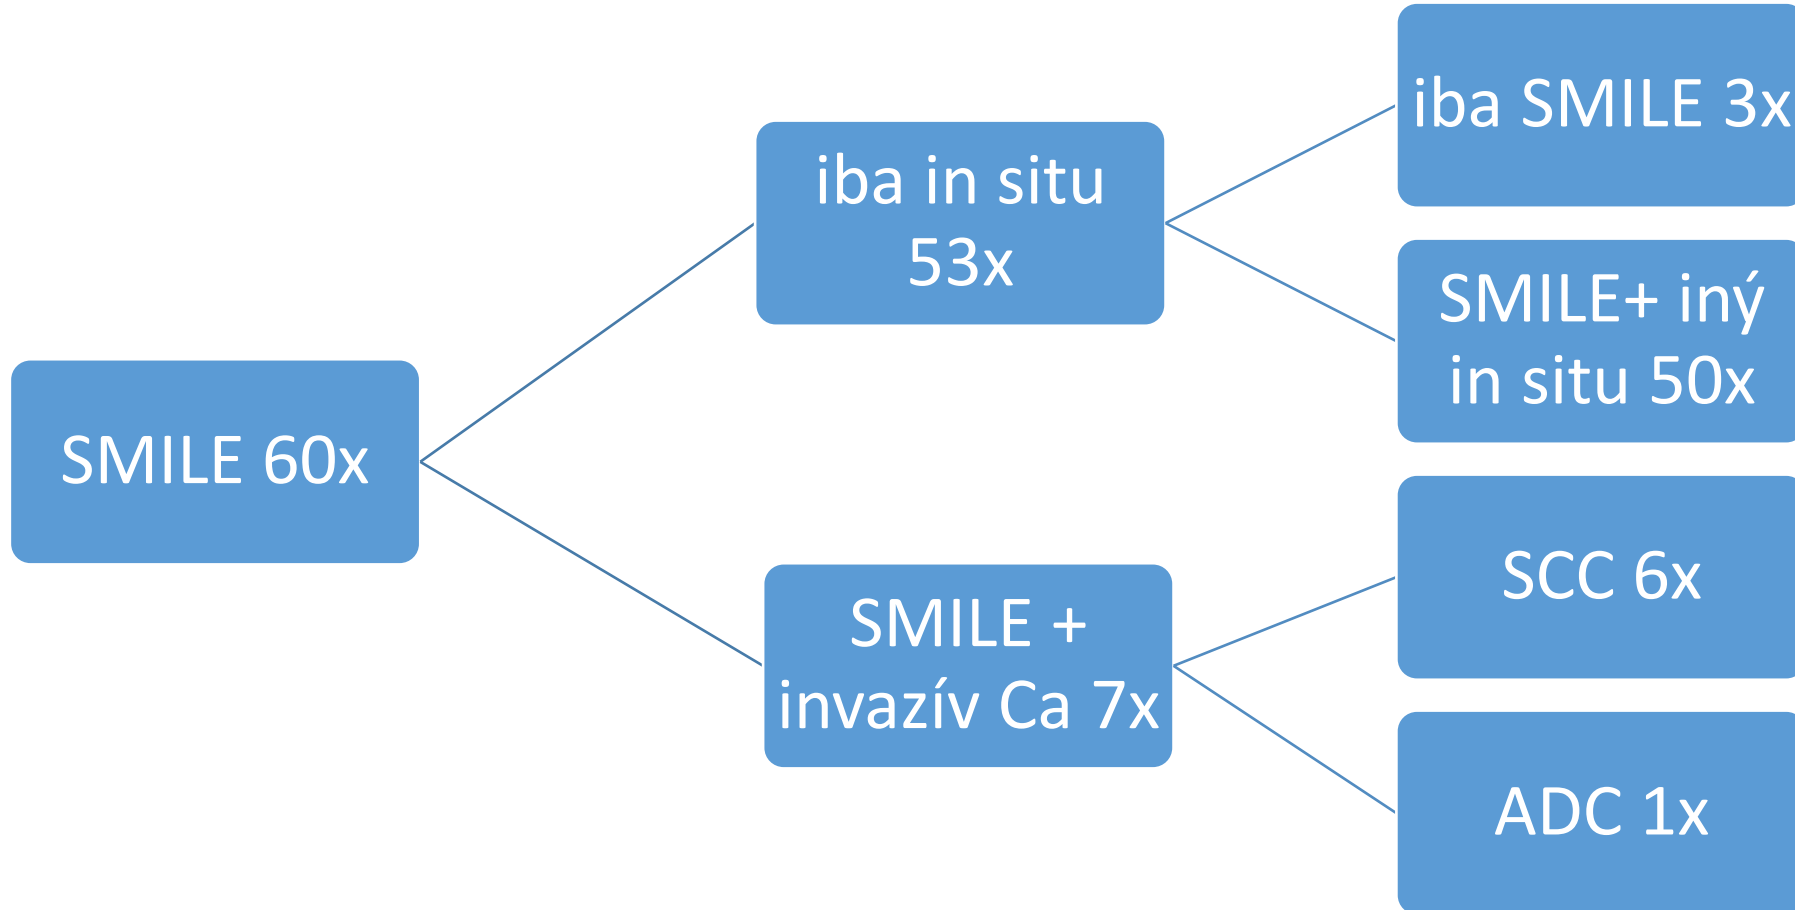 SMILE 60x
iba in situ
53x
iba SMILE 3x
SMILE+ iný
in situ 50x
SMILE +
invazív Ca 7x
SCC 6x
ADC 1x